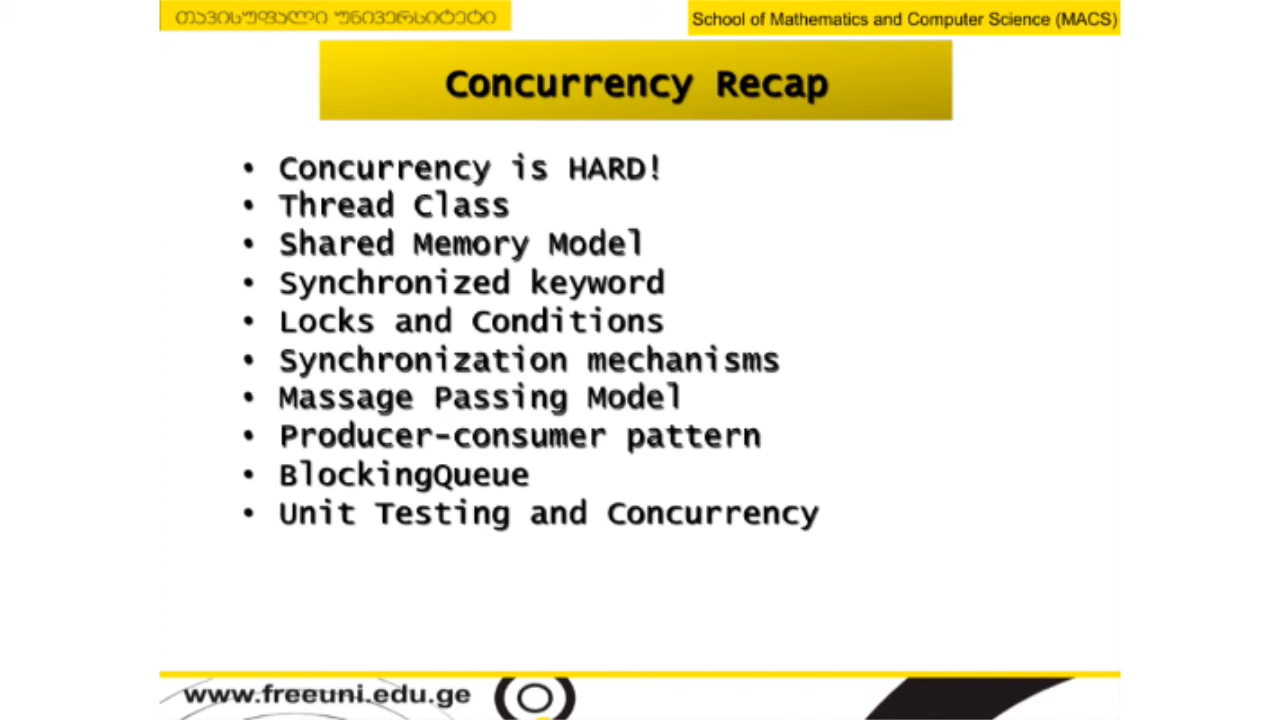 თავისუფალი უნივერსიტეტი
School of Mathematics and Computer Science (MACS)
Concurrency Recap
• Concurrency is HARD!
• Thread Class
• Shared Memory Model
• Synchronized keyword
• Locks and Conditions
• Synchronization mechanisms
• Massage Passing Model
• Producer-consumer pattern
• BlockingQueue
• Unit Testing and Concurrency
www.freeuni.edu.ge